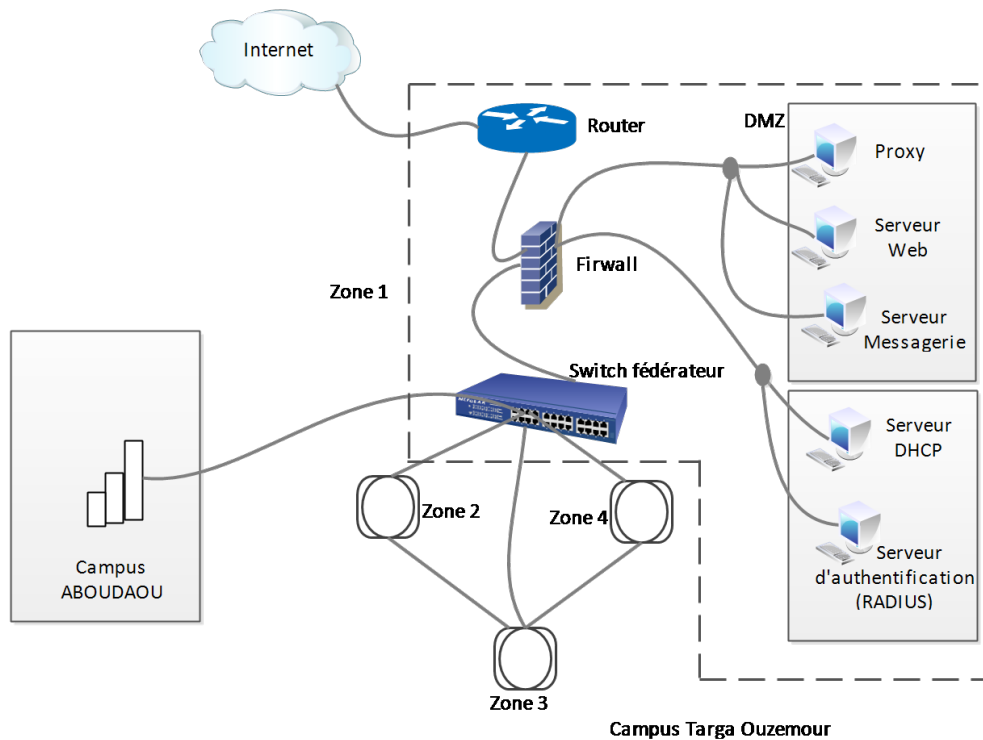 Internet
Router
DMZ
Proxy
Serveur
Web
Firwall
Zone 1
Serveur
Messagerie
Switch fédérateur
NETGEAR
Serveur
DHCP
Zone 2
Zone 4
Serveur
d'authentification
(RADIUS)
Campus
ABOUDAOU
Zone 3
Campus Targa Ouzemour